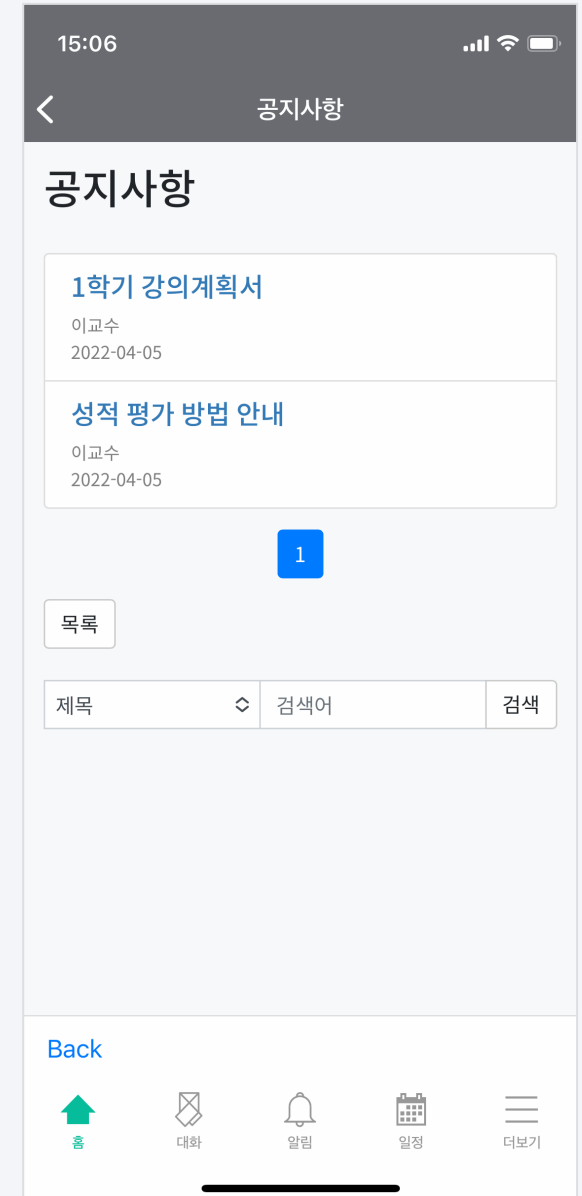 15:06
공지사항
공지사항
1학기 강의계획서
이교수
2022-04-05
성적 평가 방법 안내
이교수
2022-04-05
1
목록
제목 검색어 검색
Back
홈 대화 알림 일정 더보기